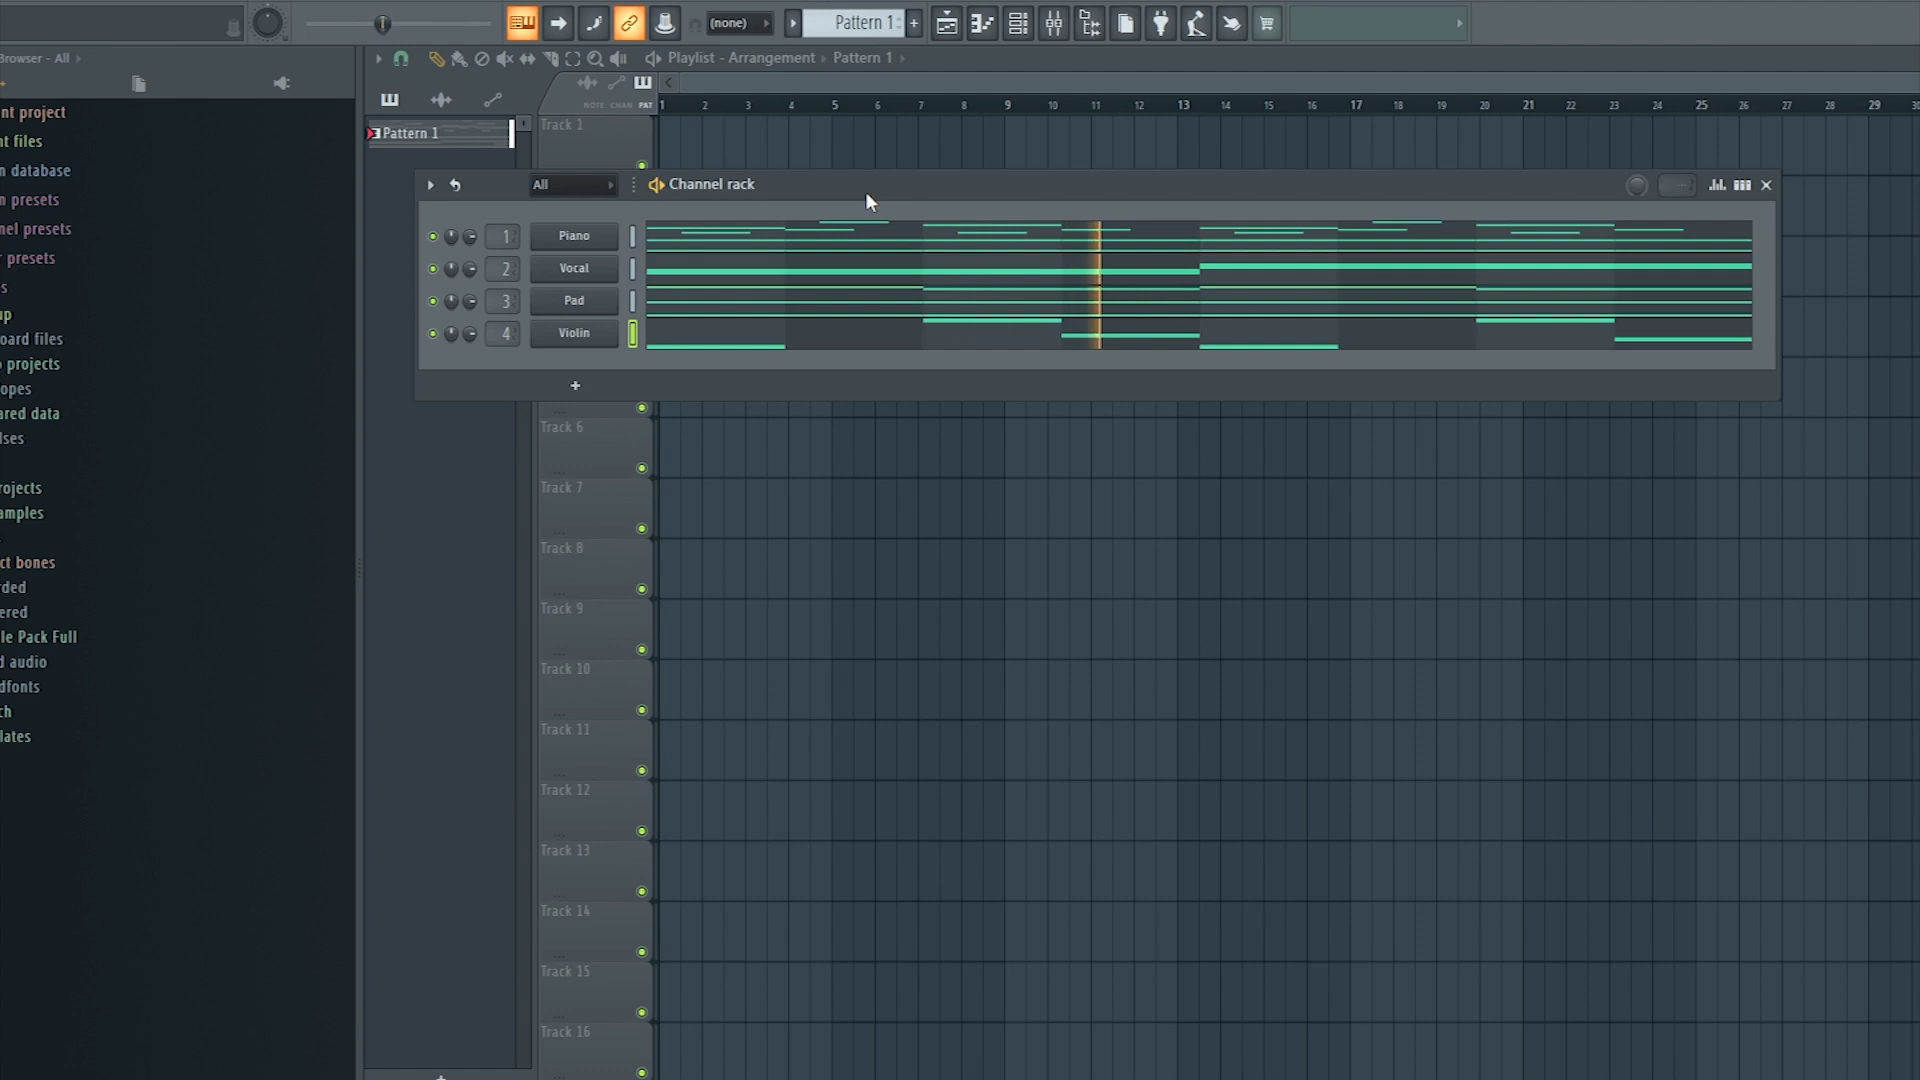 (none)
Pattern 1
Browser - All
Playlist - Arrangement › Pattern 1
NOTE CHAN PAT
1 2 3 4 5 6 7 8 9 10 11 12 13 14 15 16 17 18 19 20 21 22 23 24 25 26 27 28 29 30
nt project
nt files
n database
n presets
nel presets
r presets
s
up
oard files
o projects
opes
ared data
lses
rojects
amples
ct bones
rded
ered
le Pack Full
d audio
dfonts
ch
lates
Pattern 1
Track 1
All
Channel rack
1 Piano
2 Vocal
3 Pad
4 Violin
+
Track 6
Track 7
Track 8
Track 9
Track 10
Track 11
Track 12
Track 13
Track 14
Track 15
Track 16